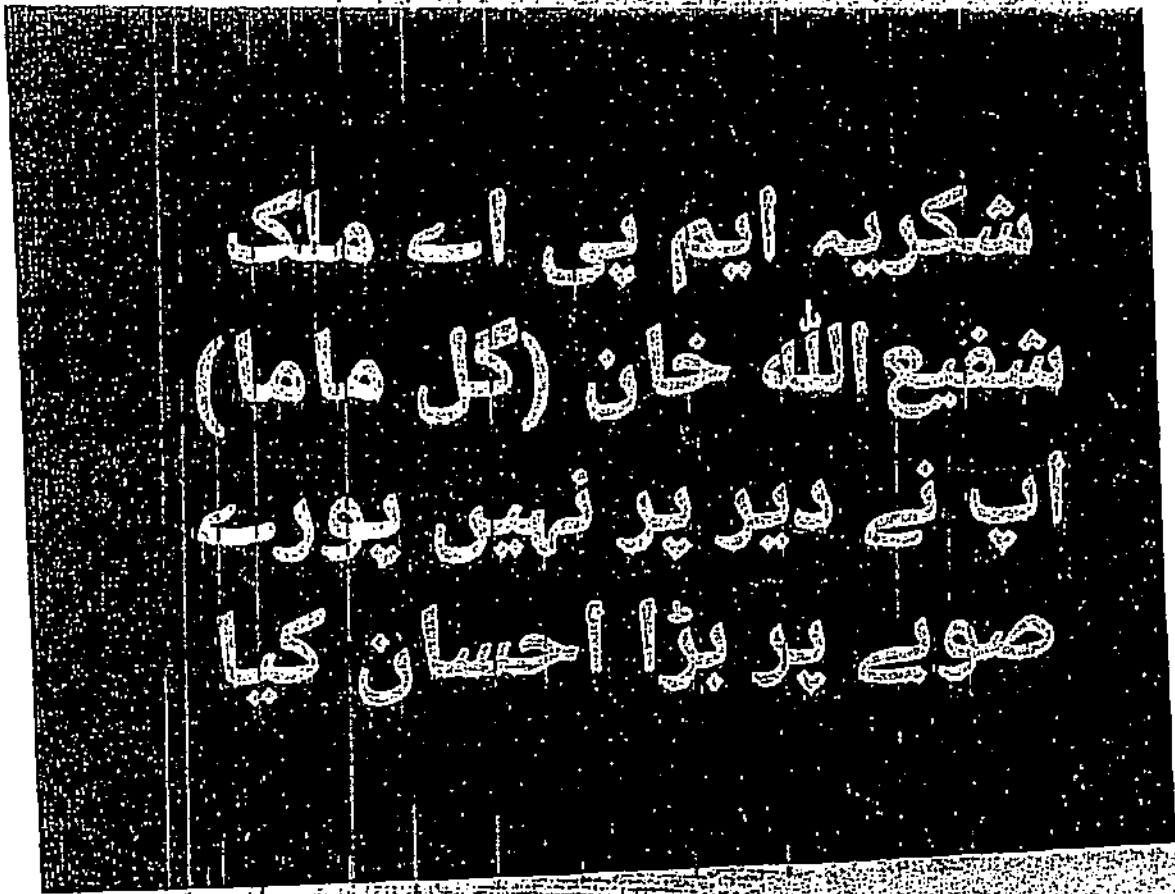 شکریہ ایم پی اے ملک
شفیع اللہ خان (گل ماما)
اپ نے دیر پر نہیں پورے
صوبے پر بڑا احسان کیا